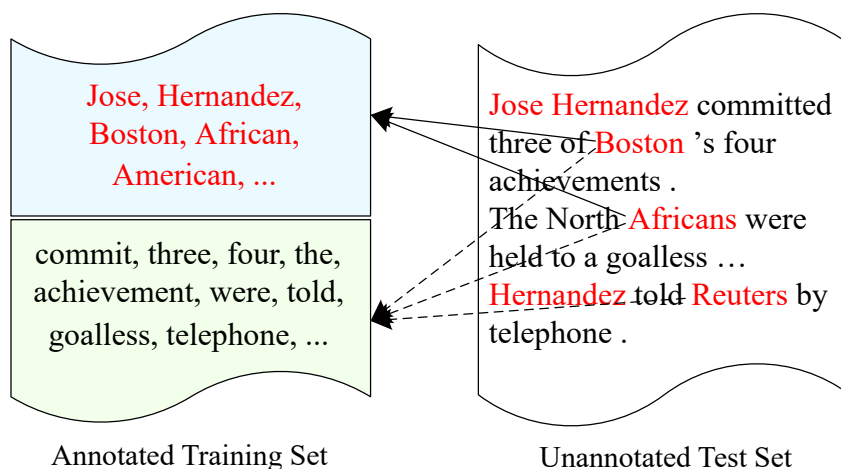 Jose, Hernandez,
Boston, African,
American, ...
commit, three, four, the,
achievement, were, told,
goalless, telephone, ...
Annotated Training Set
Jose Hernandez committed
three of Boston ’s four
achievements .
The North Africans were
held to a goalless …
Hernandez told Reuters by
telephone .
Unannotated Test Set